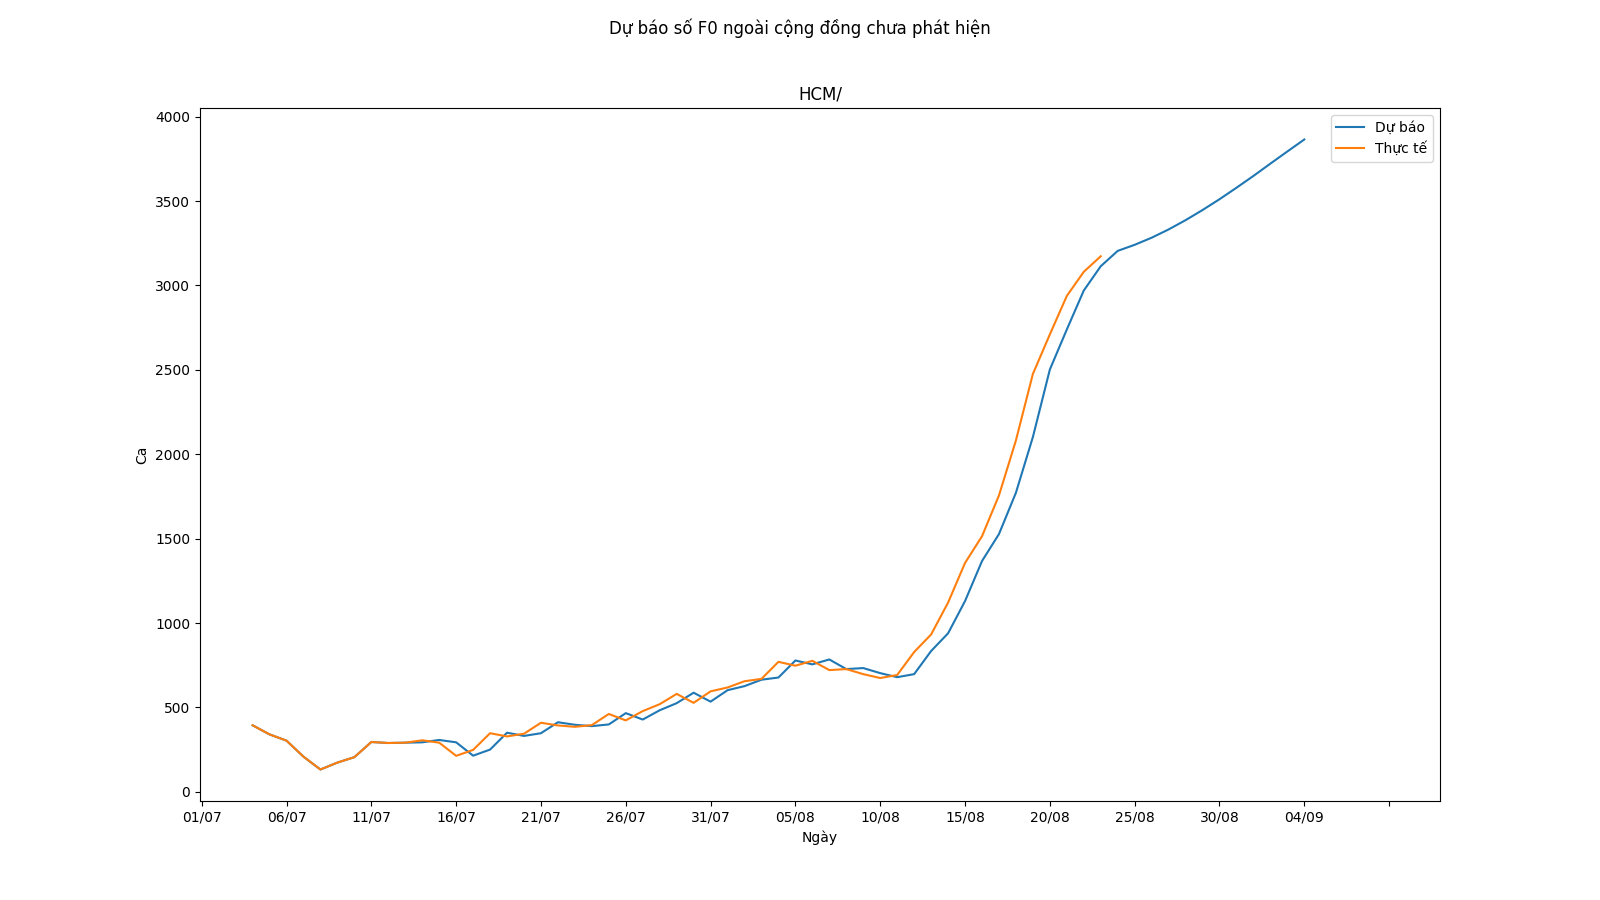 Dự báo số F0 ngoài cộng đồng chưa phát hiện
HCM/
4000
3500
3000
2500
2000
1500
1000
500
0
Ca
Dự báo
Thực tế
01/07 06/07 11/07 16/07 21/07 26/07 31/07 05/08 10/08 15/08 20/08 25/08 30/08 04/09
Ngày